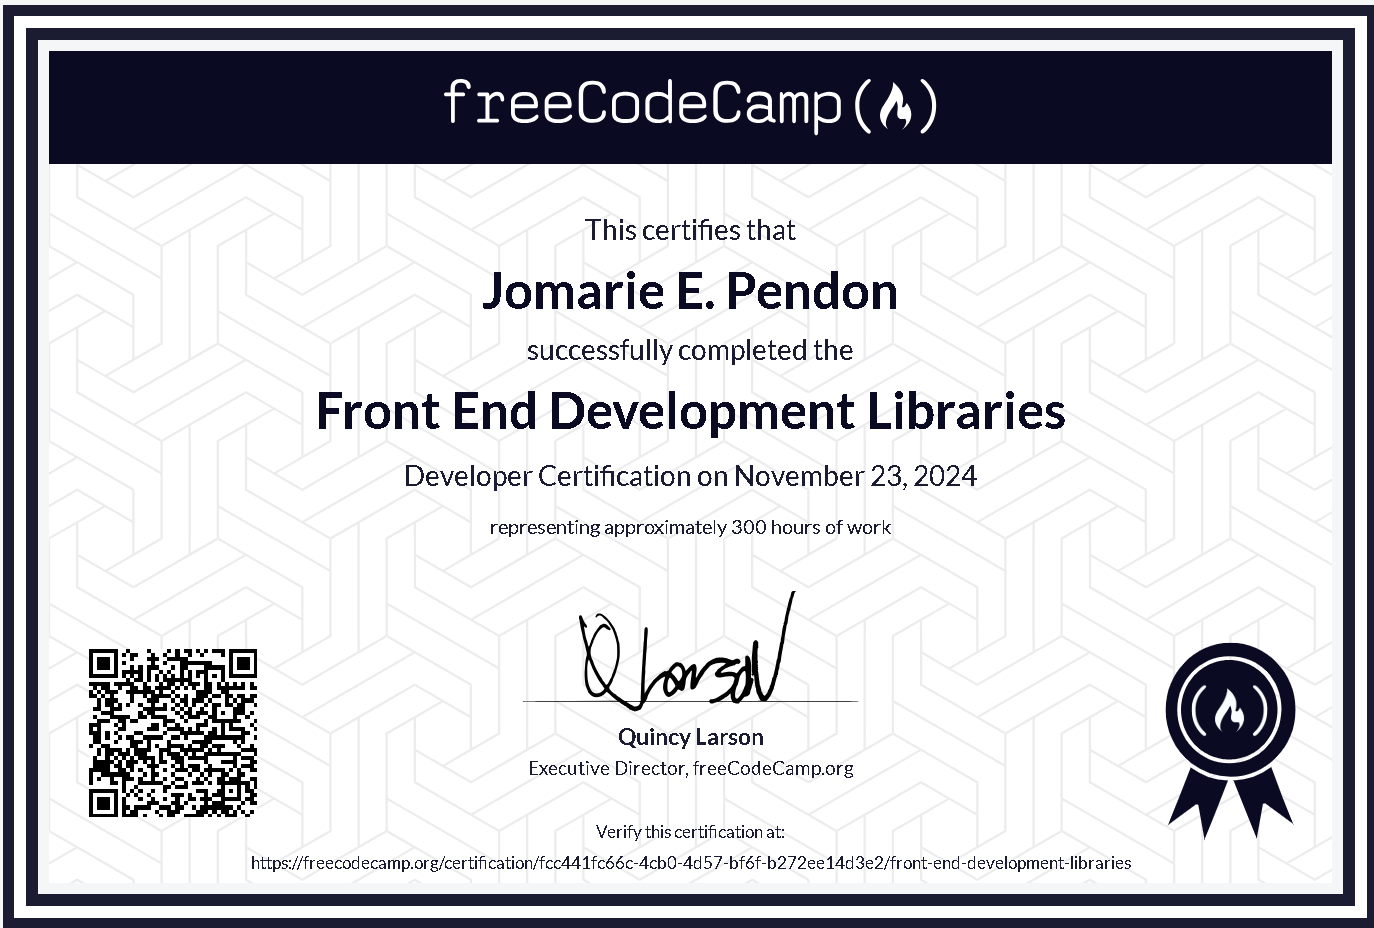 freeCodeCamp
This certifies that
Jomarie E. Pendon
successfully completed the
Front End Development Libraries
Developer Certification on November 23, 2024
representing approximately 300 hours of work
Quincy Larson
Executive Director, freeCodeCamp.org
Verify this certification at:
https://freecodecamp.org/certification/fcc441fc66c-4cb0-4d57-bf6f-b272ee14d3e2/front-end-development-libraries